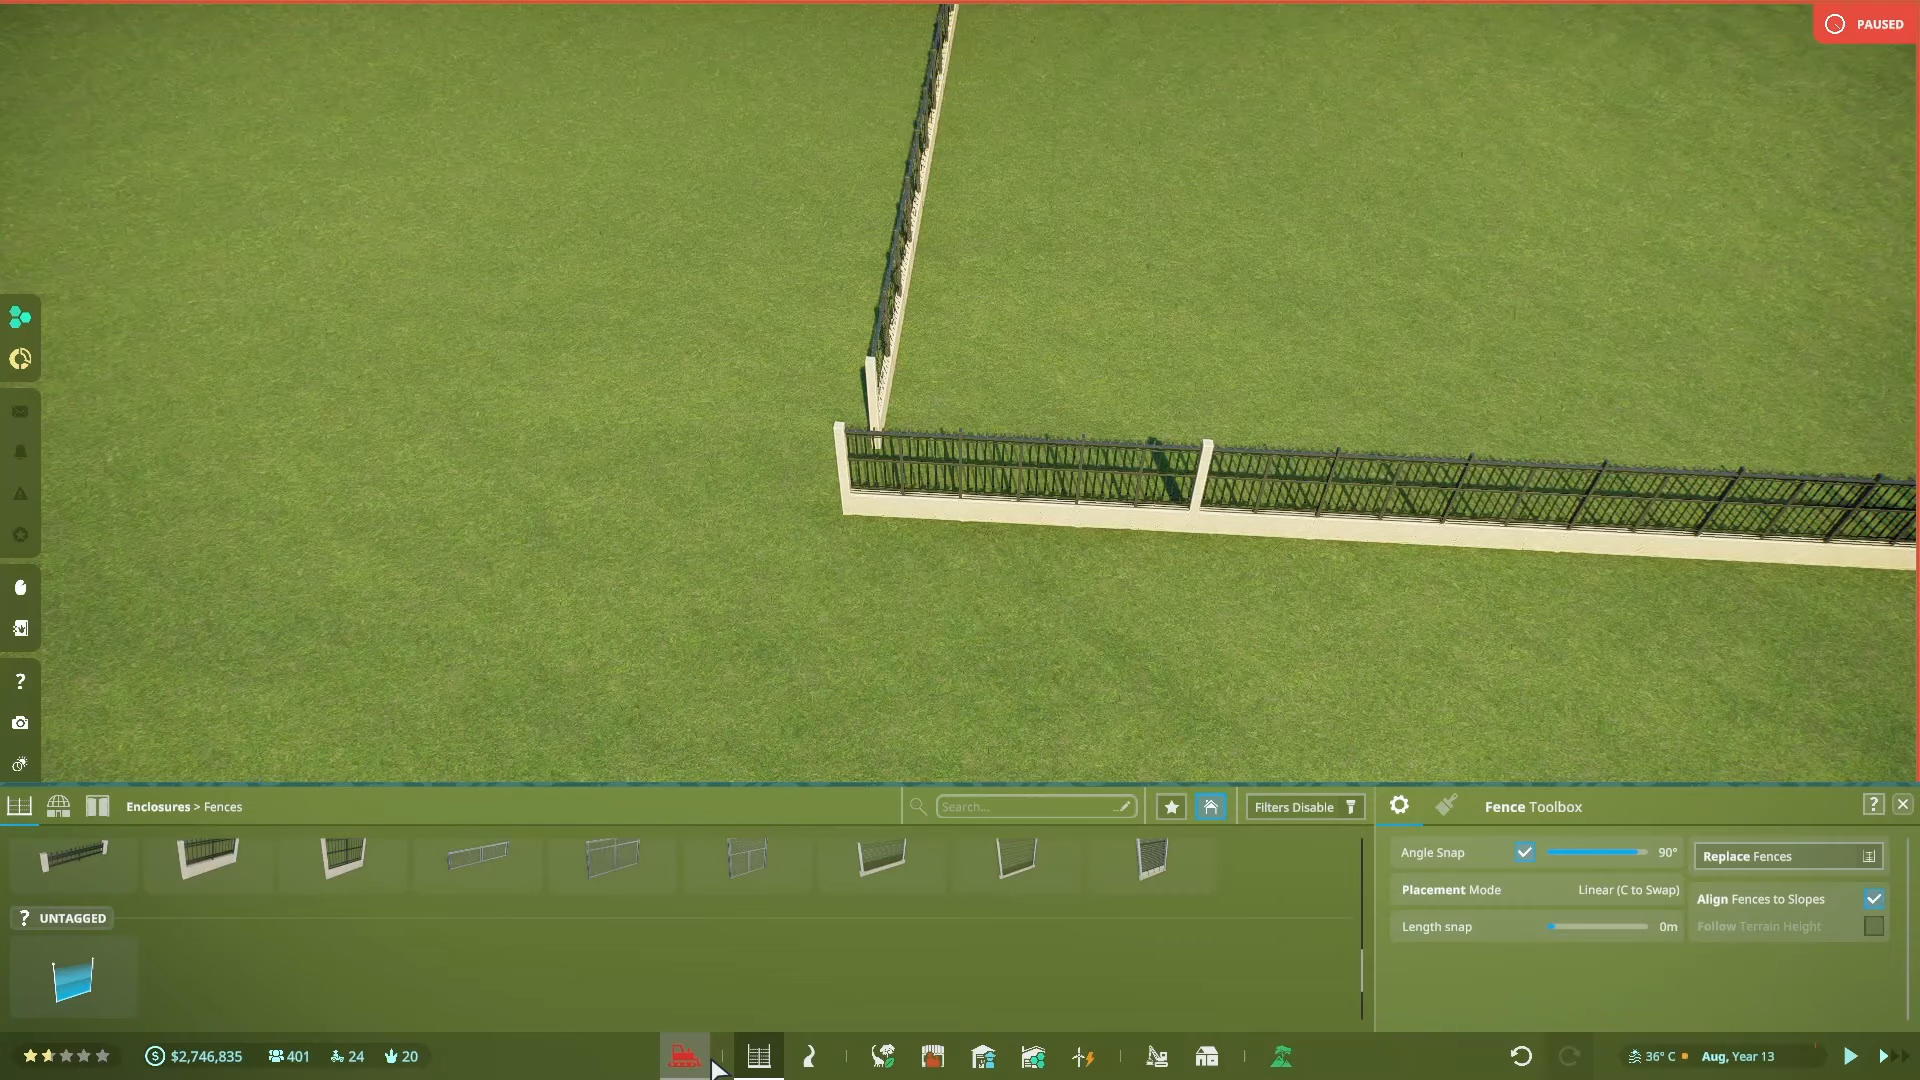 PAUSED
Enclosures > Fences
Search...
Filters Disable
Fence Toolbox
?
Angle Snap
90°
Replace Fences
Placement Mode
Linear (C to Swap)
Align Fences to Slopes
Length snap
0m
Follow Terrain Height
? UNTAGGED
?
$2,746,835
401
24
20
36° C
Aug, Year 13